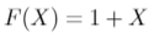 F(X) = 1 + X